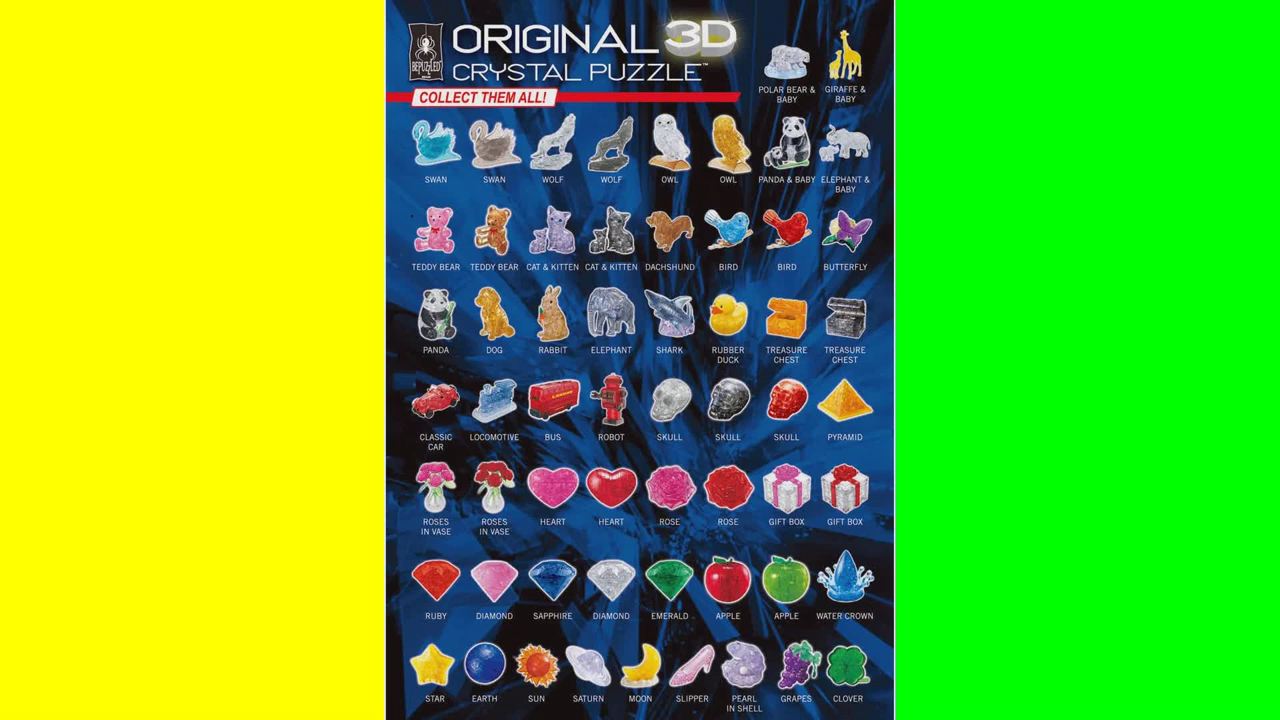 BEPUZZLED
ORIGINAL 3D
CRYSTAL PUZZLE™
COLLECT THEM ALL!
POLAR BEAR &
BABY
GIRAFFE &
BABY
SWAN
SWAN
WOLF
WOLF
OWL
OWL
PANDA & BABY
ELEPHANT &
BABY
TEDDY BEAR
TEDDY BEAR
CAT & KITTEN
CAT & KITTEN
DACHSHUND
BIRD
BIRD
BUTTERFLY
PANDA
DOG
RABBIT
ELEPHANT
SHARK
RUBBER
DUCK
TREASURE
CHEST
TREASURE
CHEST
CLASSIC
CAR
LOCOMOTIVE
BUS
ROBOT
SKULL
SKULL
SKULL
PYRAMID
ROSES
IN VASE
ROSES
IN VASE
HEART
HEART
ROSE
ROSE
GIFT BOX
GIFT BOX
RUBY
DIAMOND
SAPPHIRE
DIAMOND
EMERALD
APPLE
APPLE
WATER CROWN
STAR
EARTH
SUN
SATURN
MOON
SLIPPER
PEARL
IN SHELL
GRAPES
CLOVER